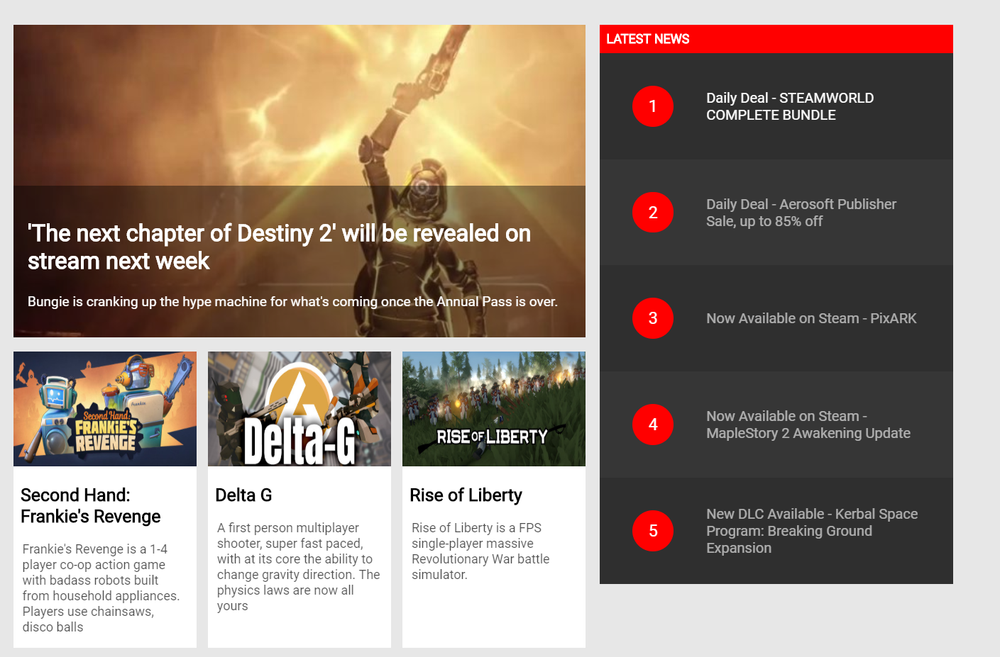 'The next chapter of Destiny 2' will be revealed on
stream next week
Bungie is cranking up the hype machine for what's coming once the Annual Pass is over.
Second Hand:
FRANKIE'S
REVENGE
Frankie
Second Hand:
Frankie's Revenge
Frankie's Revenge is a 1-4
player co-op action game
with badass robots built
from household appliances.
Players use chainsaws,
disco balls
Delta-G
Delta G
A first person multiplayer
shooter, super fast paced,
with at its core the ability to
change gravity direction. The
physics laws are now all
yours
RISE OF LIBERTY
Rise of Liberty
Rise of Liberty is a FPS
single-player massive
Revolutionary War battle
simulator.
LATEST NEWS
1
Daily Deal - STEAMWORLD
COMPLETE BUNDLE
2
Daily Deal - Aerosoft Publisher
Sale, up to 85% off
3
Now Available on Steam - PixARK
4
Now Available on Steam -
MapleStory 2 Awakening Update
5
New DLC Available - Kerbal Space
Program: Breaking Ground
Expansion